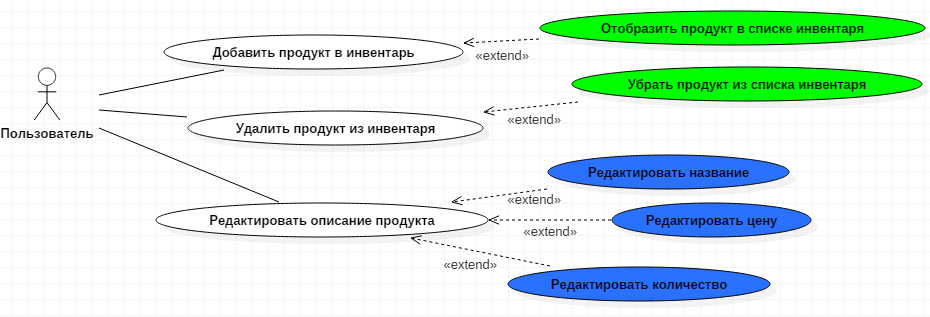 Отобразить продукт в списке инвентаря
Добавить продукт в инвентарь
«extend»
Убрать продукт из списка инвентаря
«extend»
Пользователь
Удалить продукт из инвентаря
Редактировать название
«extend»
Редактировать описание продукта
Редактировать цену
«extend»
«extend»
Редактировать количество